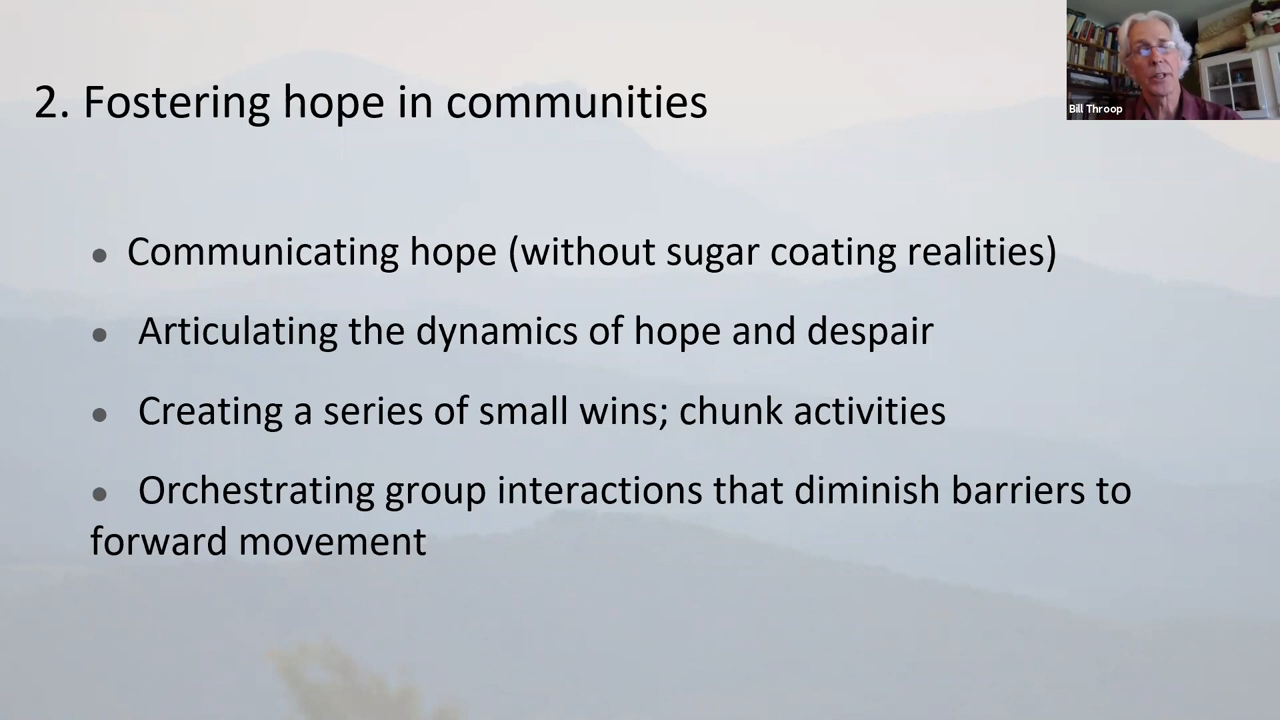 2. Fostering hope in communities
Bill Throop
• Communicating hope (without sugar coating realities)
• Articulating the dynamics of hope and despair
• Creating a series of small wins; chunk activities
• Orchestrating group interactions that diminish barriers to
forward movement